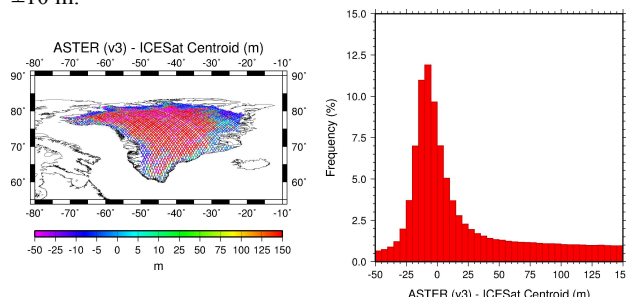 ±10 m.
ASTER (v3) - ICESat Centroid (m)
-80° -70° -60° -50° -40° -30° -20° -10°
90° 90°
80° 80°
70° 70°
60° 60°
-80° -70° -60° -50° -40° -30° -20° -10°
-50 -25 -10 -5 0 5 10 25 50 75 100 125 150
m
15.0
12.5
10.0
7.5
5.0
2.5
0.0
Frequency (%)
-50 -25 0 25 50 75 100 125 15
ASTER (v3) - ICESat Centroid (m)